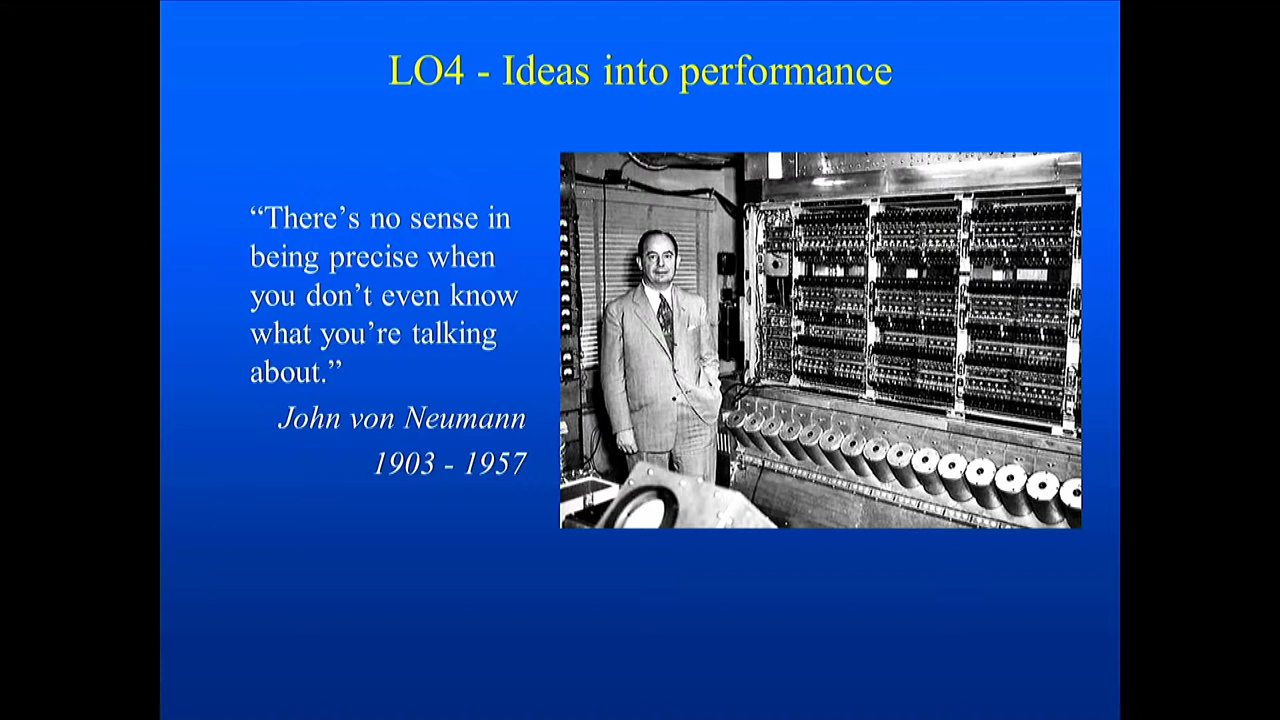 LO4 - Ideas into performance
“There’s no sense in
being precise when
you don’t even know
what you’re talking
about.”
John von Neumann
1903 - 1957